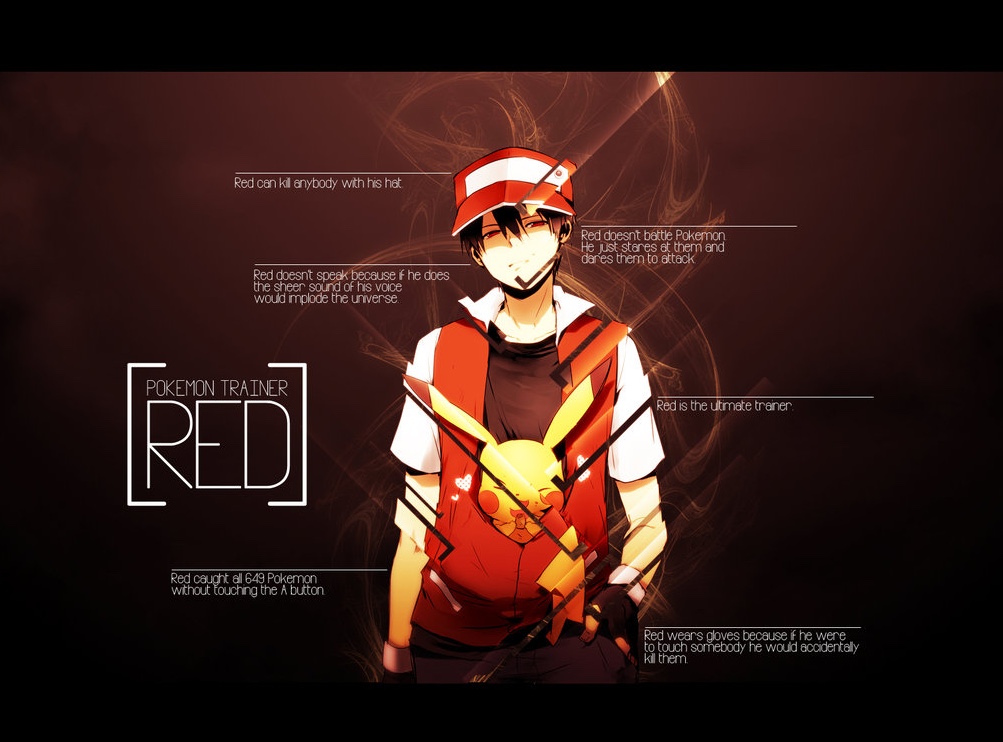 Red can kill anybody with his hat.
Red doesn't battle Pokemon.
He just stares at them and
dares them to attack.
Red doesn't speak because if he does
the sheer sound of his voice
would implode the universe.
POKEMON TRAINER
RED
Red is the ultimate trainer.
Red caught all 649 Pokemon
without touching the A button.
Red wears gloves because if he were
to touch somebody he would accidentally
kill them.